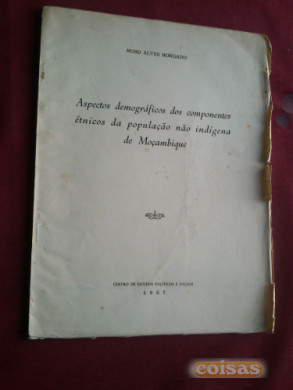 NUNO ALVES MORGADO
Aspectos demográficos dos componentes
étnicos da população não indígena
de Moçambique
CENTRO DE ESTUDOS POLÍTICOS E SOCIAIS
coisas